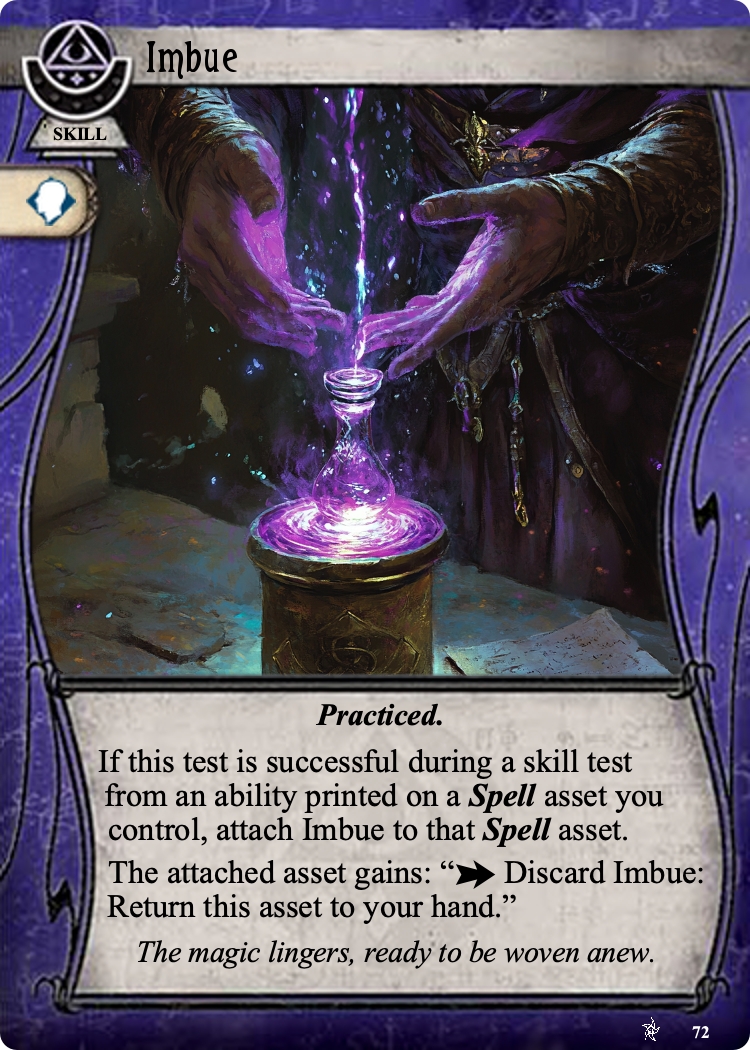 Imbue
SKILL
Practiced.
If this test is successful during a skill test
from an ability printed on a Spell asset you
control, attach Imbue to that Spell asset.
The attached asset gains: “➨ Discard Imbue:
Return this asset to your hand.”
The magic lingers, ready to be woven anew.
72